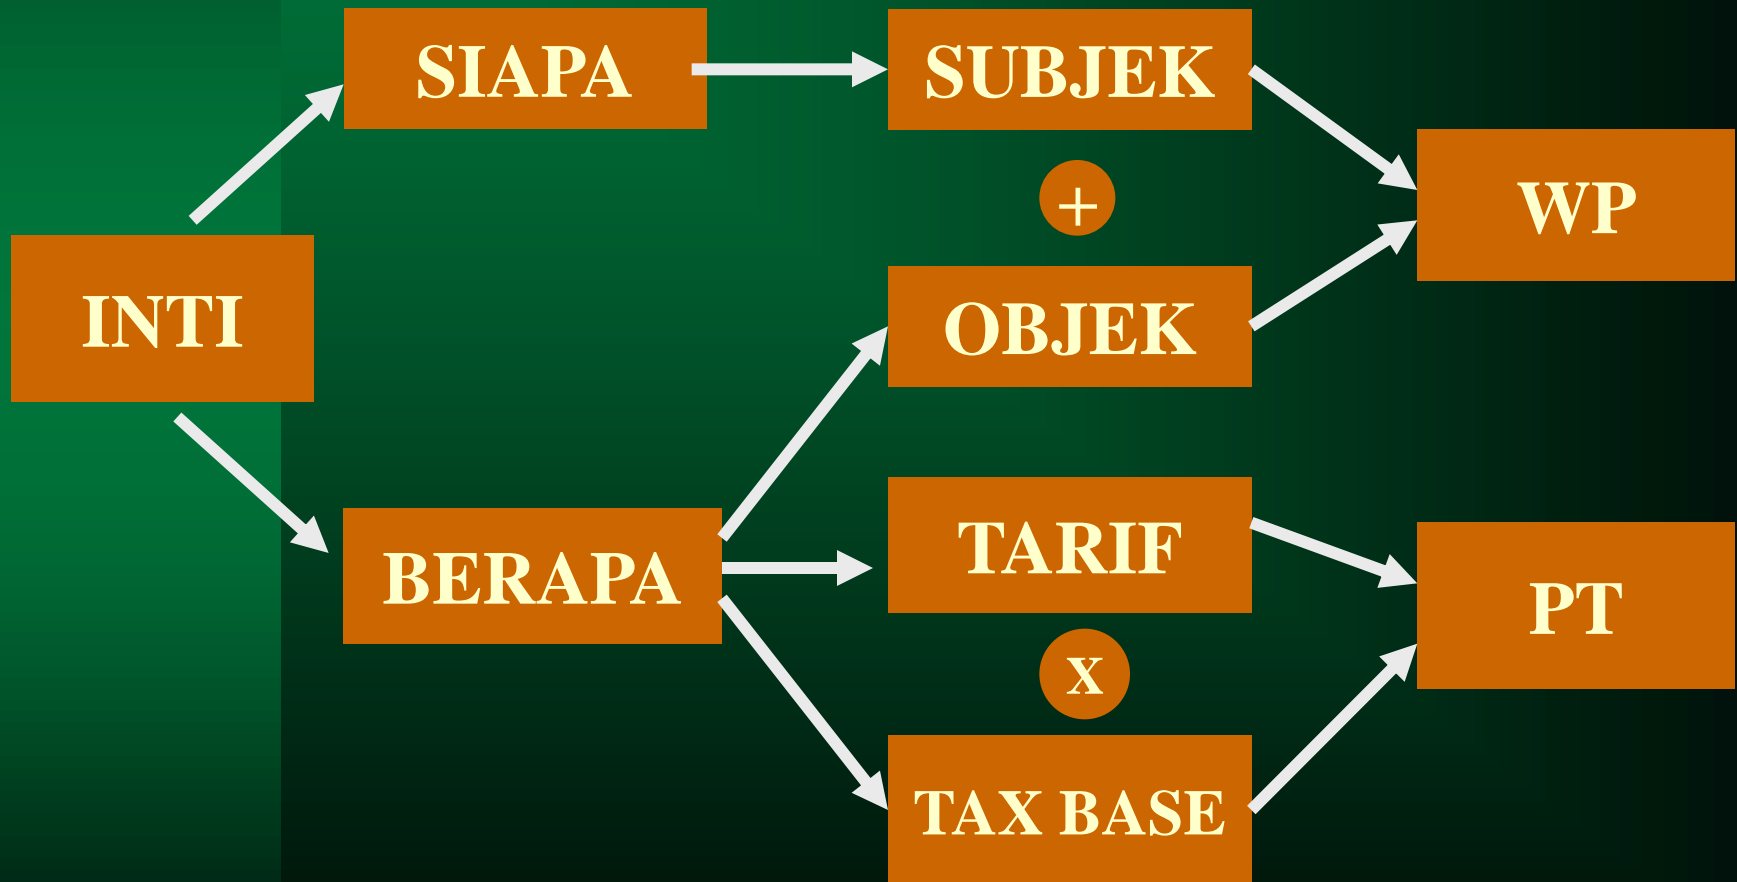 SIAPA
SUBJEK
+
WP
INTI
OBJEK
BERAPA
TARIF
X
PT
TAX BASE